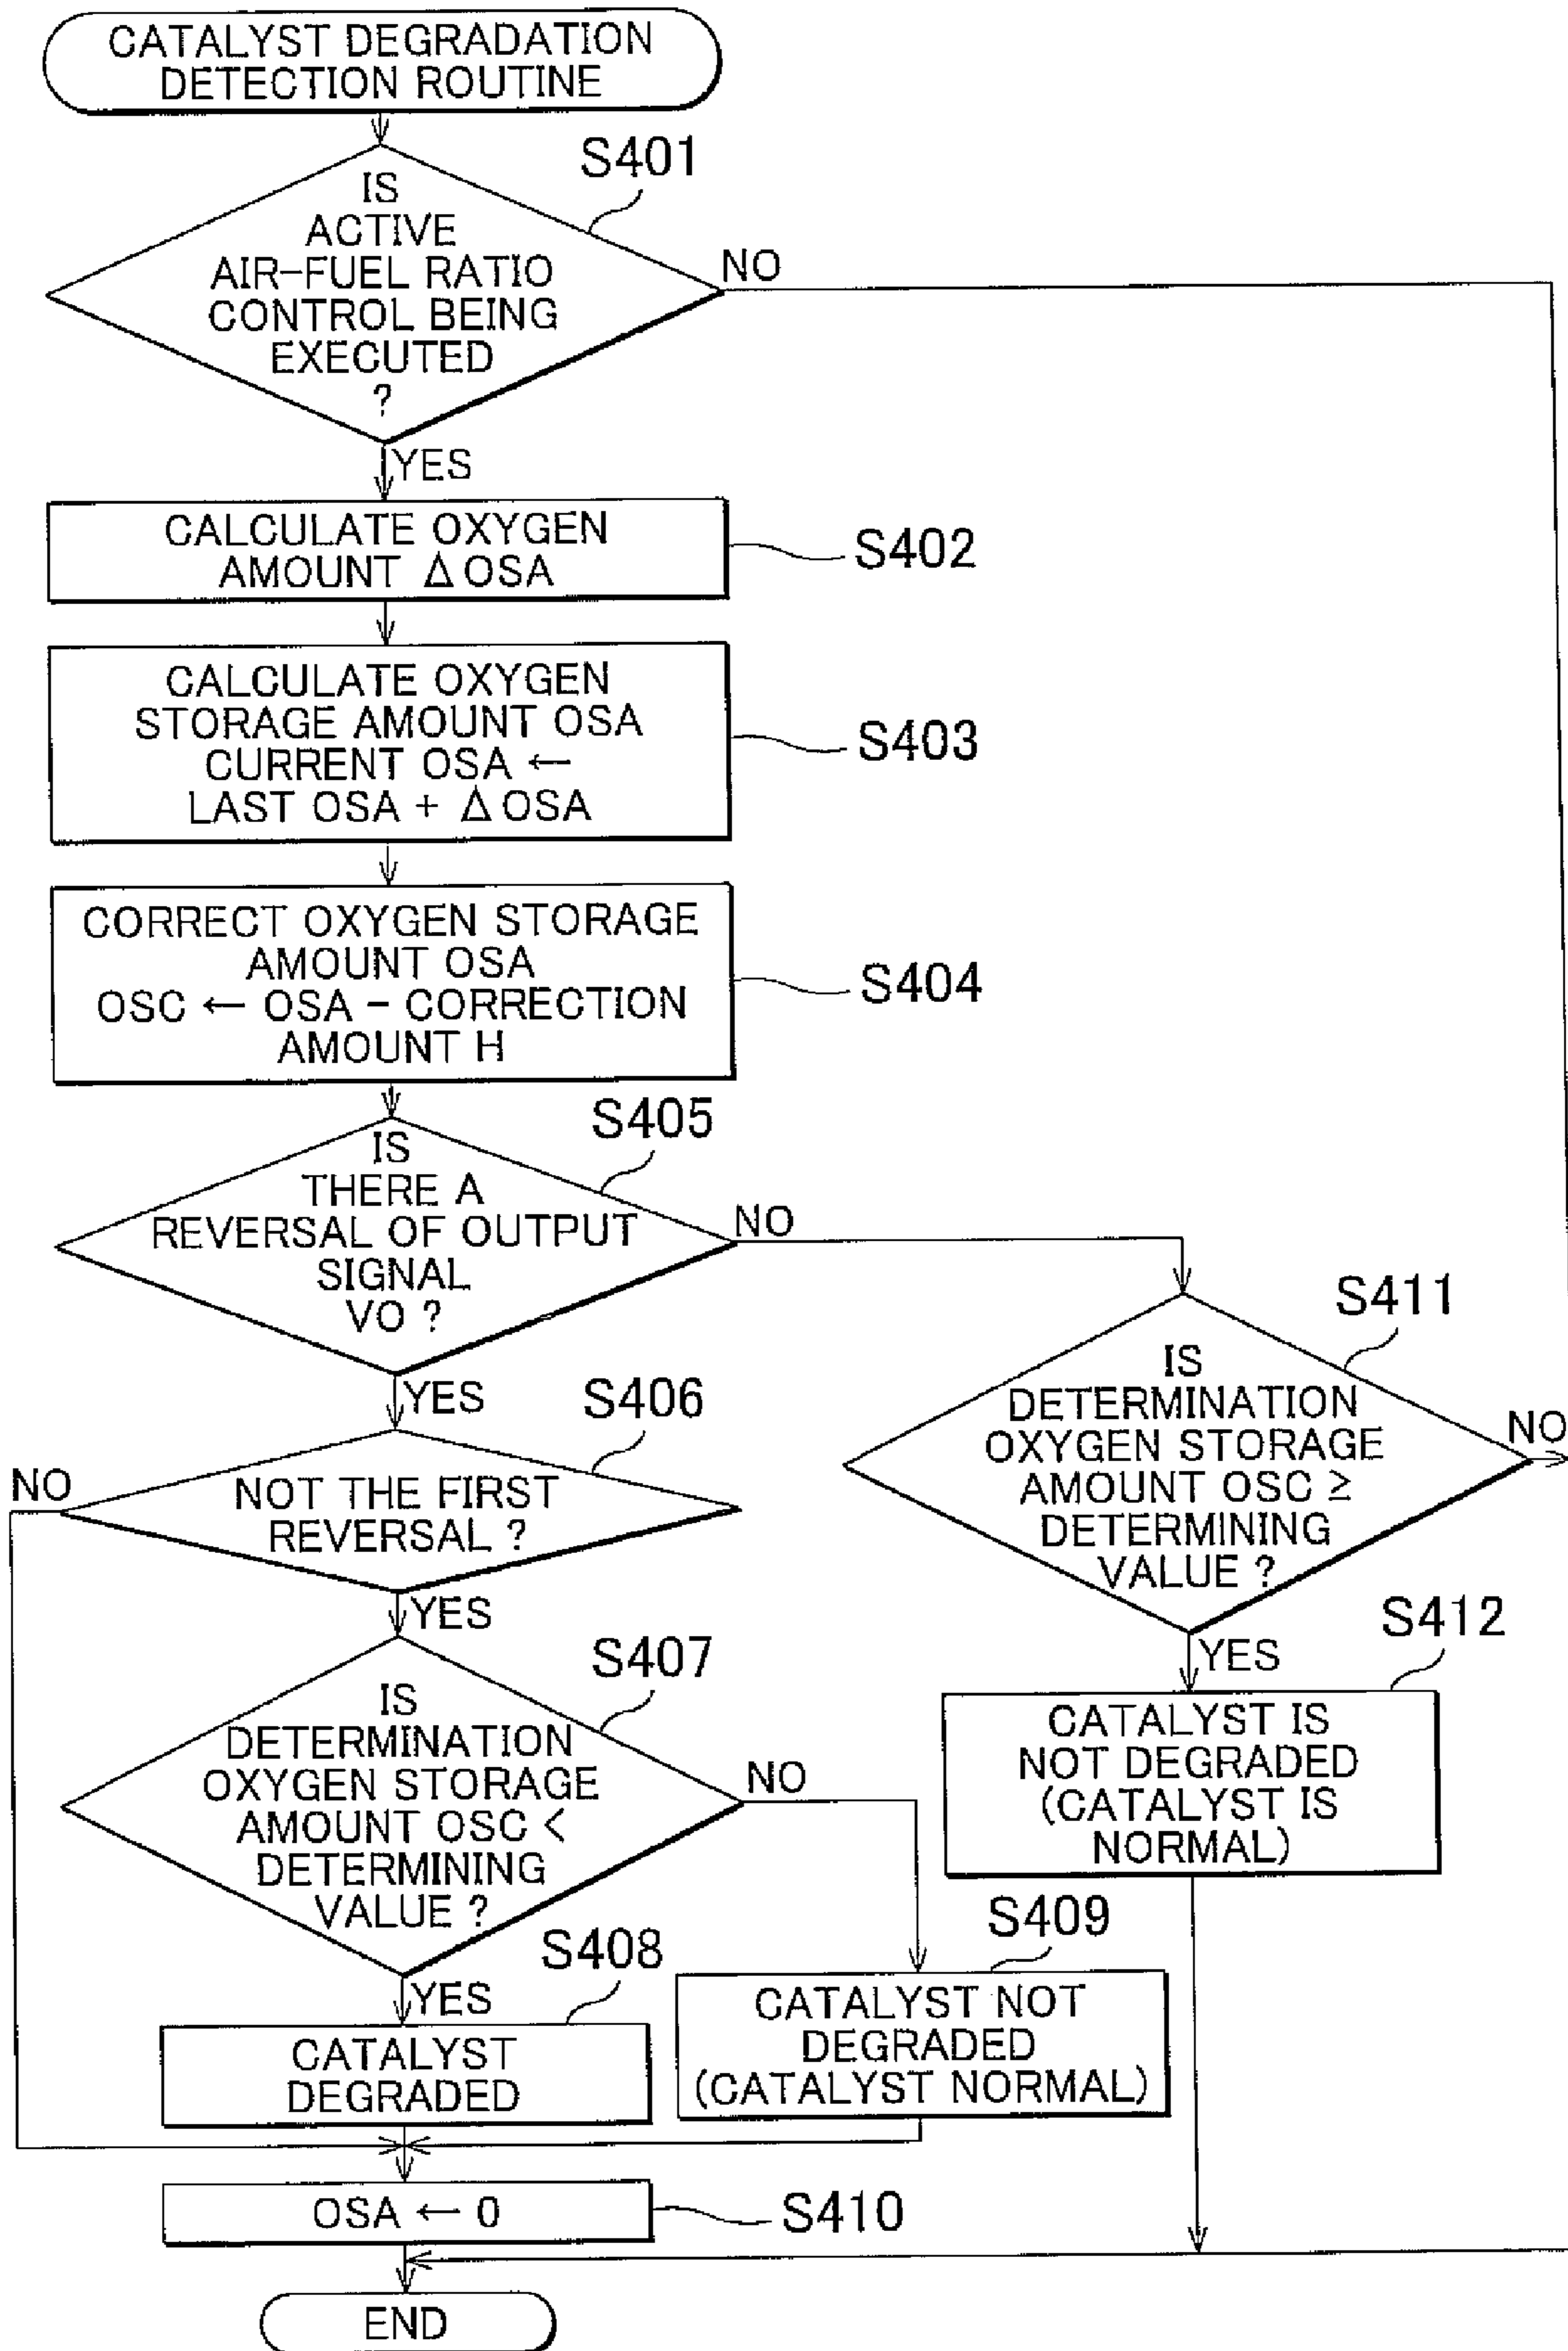 CATALYST DEGRADATION
DETECTION ROUTINE
S401
IS
ACTIVE
AIR-FUEL RATIO
CONTROL BEING
EXECUTED
?
NO
YES
CALCULATE OXYGEN
AMOUNT Δ OSA
S402
CALCULATE OXYGEN
STORAGE AMOUNT OSA
CURRENT OSA ←
LAST OSA + Δ OSA
S403
CORRECT OXYGEN STORAGE
AMOUNT OSA
OSC ← OSA - CORRECTION
AMOUNT H
S404
S405
IS
THERE A
REVERSAL OF OUTPUT
SIGNAL
VO ?
NO
YES
S406
NOT THE FIRST
REVERSAL ?
NO
YES
S407
IS
DETERMINATION
OXYGEN STORAGE
AMOUNT OSC <
DETERMINING
VALUE ?
NO
YES
S408
CATALYST
DEGRADED
S409
CATALYST NOT
DEGRADED
(CATALYST NORMAL)
S411
IS
DETERMINATION
OXYGEN STORAGE
AMOUNT OSC ≥
DETERMINING
VALUE ?
NO
YES
S412
CATALYST IS
NOT DEGRADED
(CATALYST IS
NORMAL)
OSA ← 0
S410
END